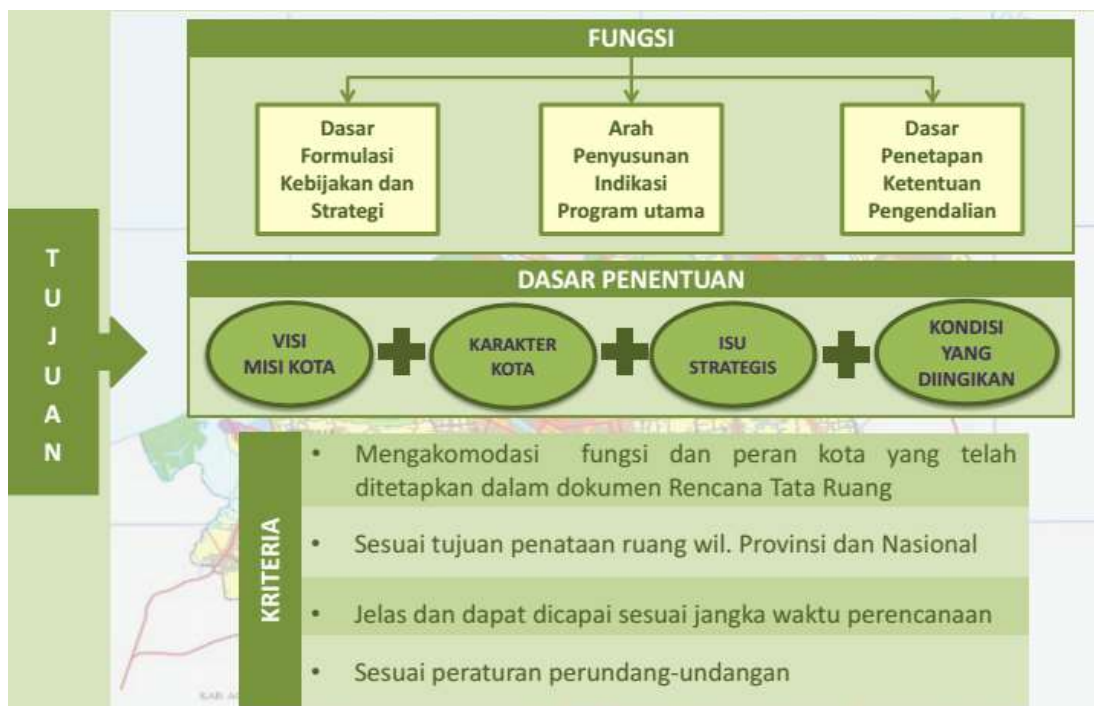 FUNGSI
Dasar
Formulasi
Kebijakan dan
Strategi
Arah
Penyusunan
Indikasi
Program utama
Dasar
Penetapan
Ketentuan
Pengendalian
T
U
J
U
A
N
DASAR PENENTUAN
VISI
MISI KOTA
KARAKTER
KOTA
ISU
STRATEGIS
KONDISI
YANG
DIINGIKAN
KRITERIA
• Mengakomodasi fungsi dan peran kota yang telah
ditetapkan dalam dokumen Rencana Tata Ruang
• Sesuai tujuan penataan ruang wil. Provinsi dan Nasional
• Jelas dan dapat dicapai sesuai jangka waktu perencanaan
• Sesuai peraturan perundang-undangan